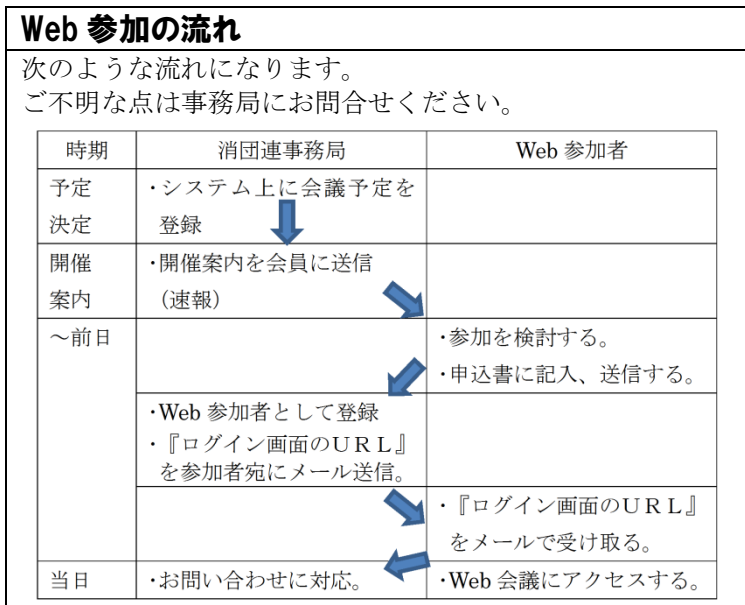 Web 参加の流れ
次のような流れになります。
ご不明な点は事務局にお問合せください。
時期 消団連事務局 Web 参加者
予定 ・システム上に会議予定を
決定 登録
開催 ・開催案内を会員に送信
案内 （速報）
～前日 ・参加を検討する。
・申込書に記入、送信する。
・Web 参加者として登録
・『ログイン画面のＵＲＬ』
を参加者宛にメール送信。
・『ログイン画面のＵＲＬ』
をメールで受け取る。
当日 ・お問い合わせに対応。 ・Web 会議にアクセスする。